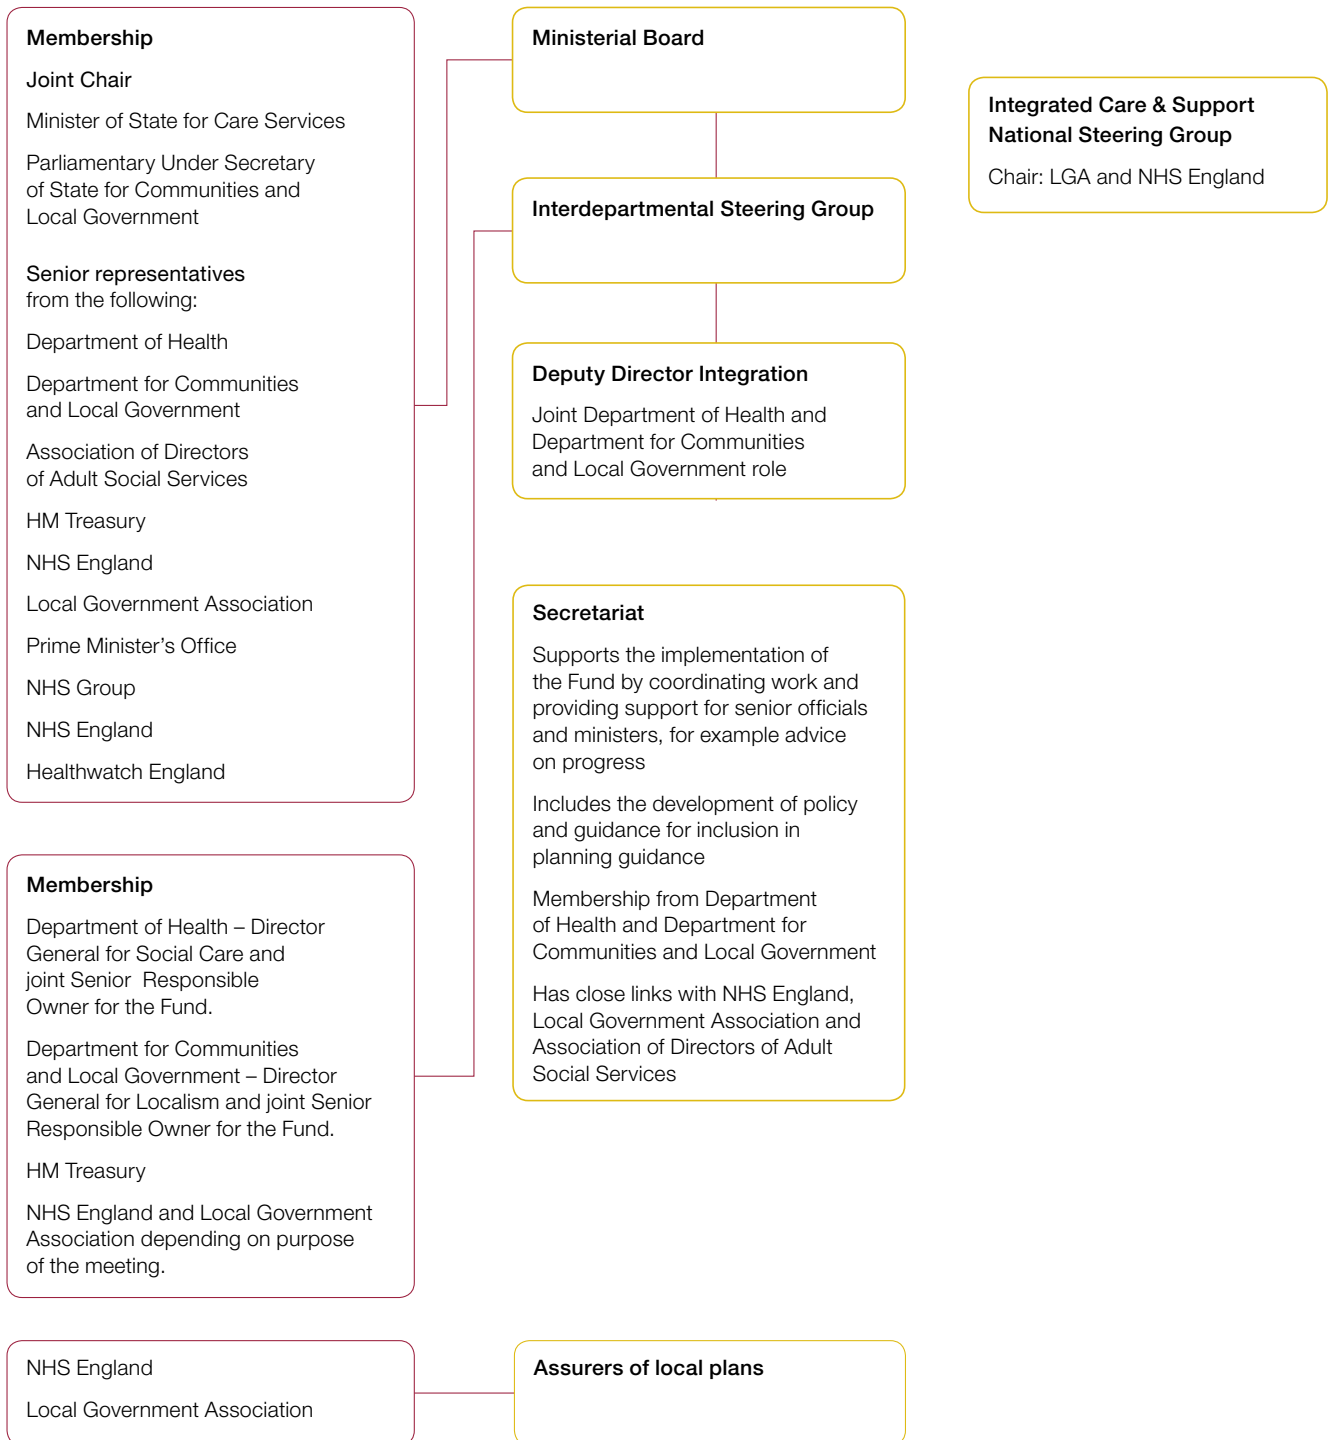 Membership
Joint Chair
Minister of State for Care Services
Parliamentary Under Secretary
of State for Communities and
Local Government
Senior representatives
from the following:
Department of Health
Department for Communities
and Local Government
Association of Directors
of Adult Social Services
HM Treasury
NHS England
Local Government Association
Prime Minister’s Office
NHS Group
NHS England
Healthwatch England
Membership
Department of Health – Director
General for Social Care and
joint Senior Responsible
Owner for the Fund.
Department for Communities
and Local Government – Director
General for Localism and joint Senior
Responsible Owner for the Fund.
HM Treasury
NHS England and Local Government
Association depending on purpose
of the meeting.
NHS England
Local Government Association
Ministerial Board
Interdepartmental Steering Group
Deputy Director Integration
Joint Department of Health and
Department for Communities
and Local Government role
Secretariat
Supports the implementation of
the Fund by coordinating work and
providing support for senior officials
and ministers, for example advice
on progress
Includes the development of policy
and guidance for inclusion in
planning guidance
Membership from Department
of Health and Department for
Communities and Local Government
Has close links with NHS England,
Local Government Association and
Association of Directors of Adult
Social Services
Assurers of local plans
Integrated Care & Support
National Steering Group
Chair: LGA and NHS England